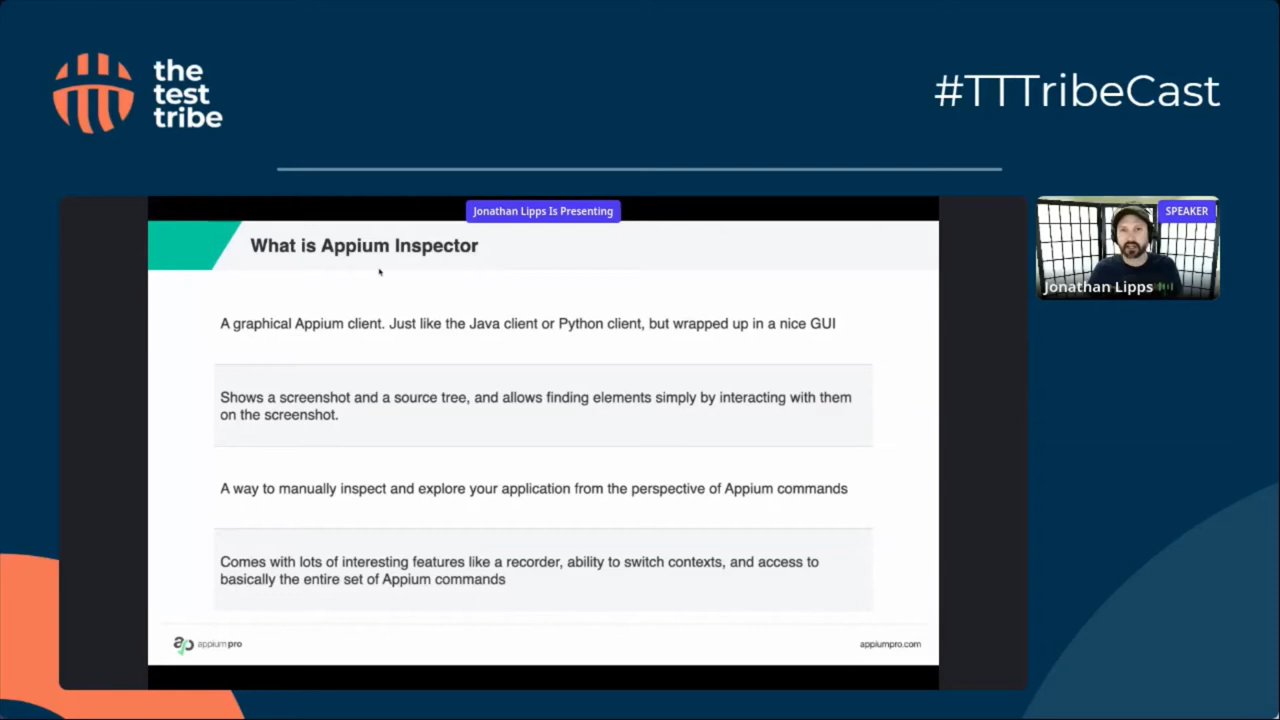 the
test
tribe
#TTTribeCast
Jonathan Lipps Is Presenting
SPEAKER
Jonathan Lipps
What is Appium Inspector
A graphical Appium client. Just like the Java client or Python client, but wrapped up in a nice GUI
Shows a screenshot and a source tree, and allows finding elements simply by interacting with them
on the screenshot.
A way to manually inspect and explore your application from the perspective of Appium commands
Comes with lots of interesting features like a recorder, ability to switch contexts, and access to
basically the entire set of Appium commands
ap appiumpro
appiumpro.com